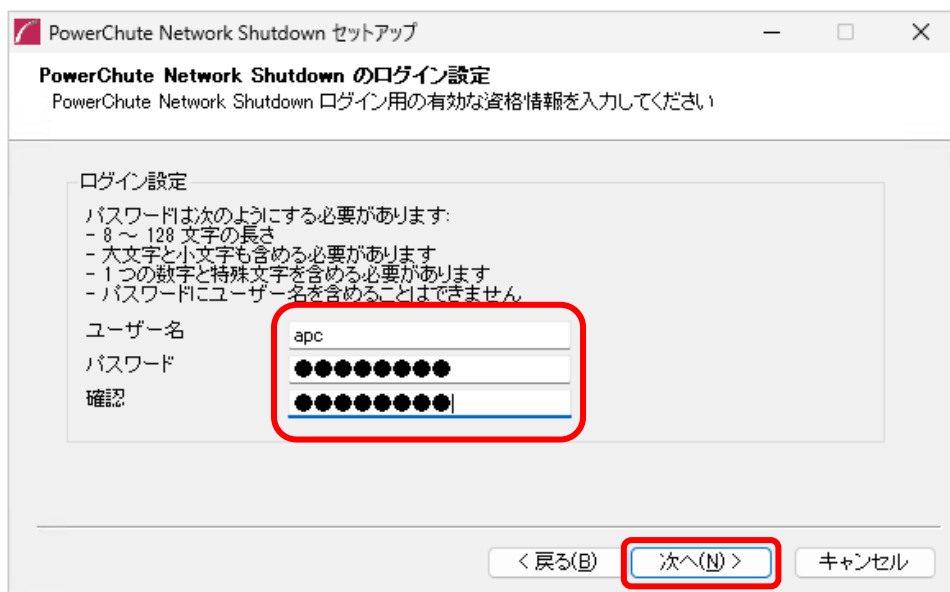 PowerChute Network Shutdown セットアップ
PowerChute Network Shutdown のログイン設定
PowerChute Network Shutdown ログイン用の有効な資格情報を入力してください
ログイン設定
パスワードは次のようにする必要があります:
- 8 ～ 128 文字の長さ
- 大文字と小文字も含める必要があります
- 1 つの数字と特殊文字を含める必要があります
- パスワードにユーザー名を含めることはできません
ユーザー名 apc
パスワード ●●●●●●●●
確認 ●●●●●●●●
< 戻る(B) 次へ(N) > キャンセル